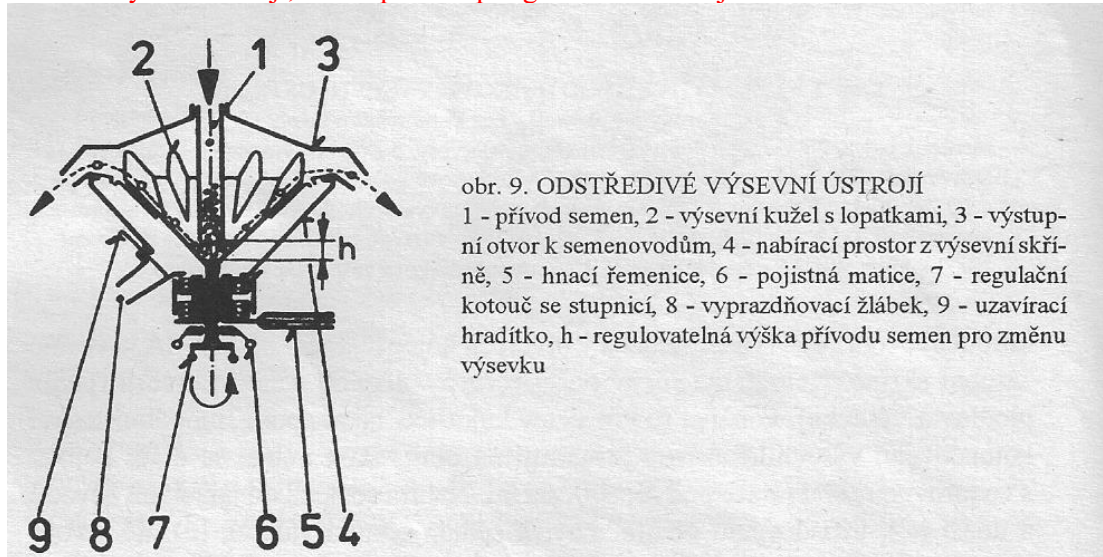 2
1
3
h
9
8
7
6
5
4
obr. 9. ODSTŘEDIVÉ VÝSEVNÍ ÚSTROJÍ
1 - přívod semen, 2 - výsevní kužel s lopatkami, 3 - výstup-
ní otvor k semenovodům, 4 - nabírací prostor z výsevní skří-
ně, 5 - hnací řemenice, 6 - pojistná matice, 7 - regulační
kotouč se stupnicí, 8 - vyprazdňovací žlábek, 9 - uzavírací
hradítko, h - regulovatelná výška přívodu semen pro změnu
výsevku